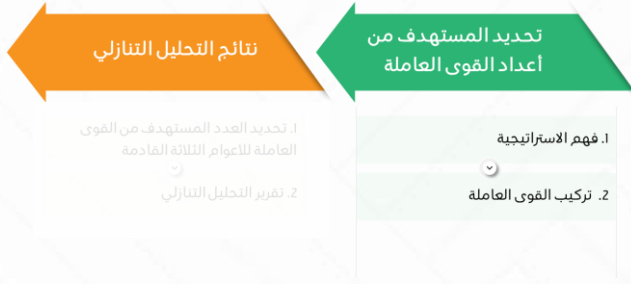 تحديد المستهدف من
أعداد القوى العاملة
1. فهم الاستراتيجية
2. تركيب القوى العاملة
نتائج التحليل التنازلي
1. تحديد العدد المستهدف من القوى
العاملة للأعوام الثلاثة القادمة
2. تقرير التحليل التنازلي